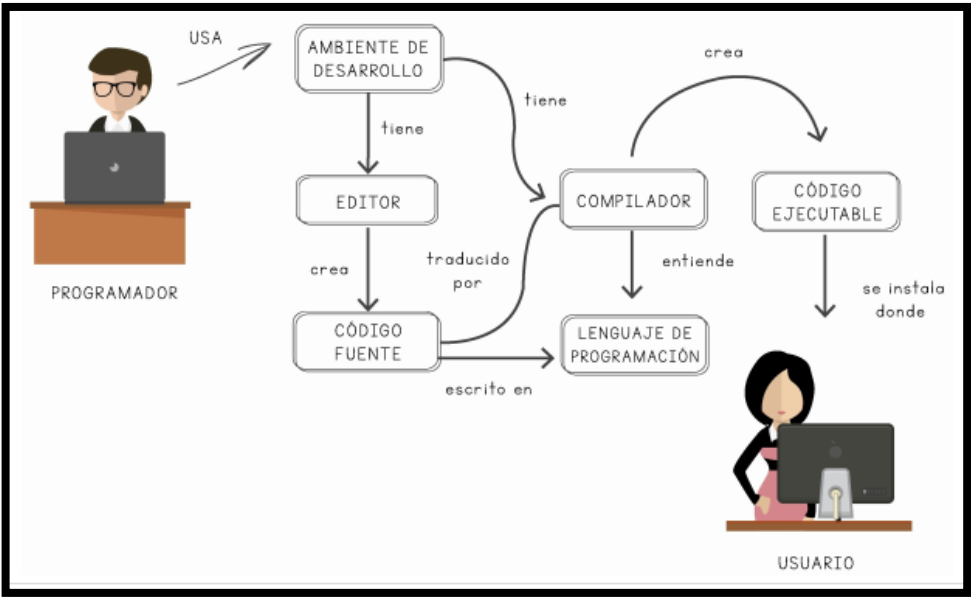 USA
AMBIENTE DE
DESARROLLO
crea
tiene
tiene
EDITOR
COMPILADOR
CÓDIGO
EJECUTABLE
crea
traducido
por
entiende
PROGRAMADOR
se instala
donde
CÓDIGO
FUENTE
LENGUAJE DE
PROGRAMACIÓN
escrito en
USUARIO